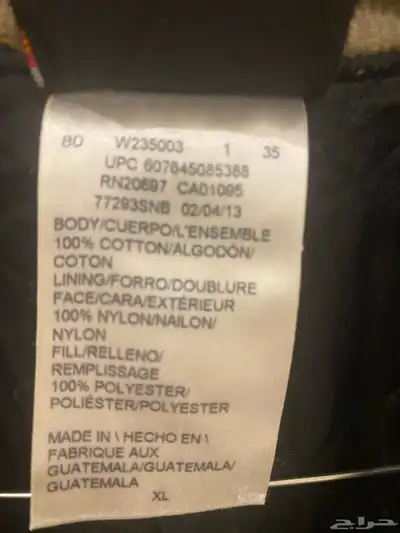 80 W235003 1 35
UPC 607645085368
RN20697 CA01095
77293SNB 02/04/13
BODY/CUERPO/L'ENSEMBLE
100% COTTON/ALGODÓN/
COTON
LINING/FORRO/DOUBLURE
FACE/CARA/EXTÉRIEUR
100% NYLON/NAILON/
NYLON
FILL/RELLENO/
REMPLISSAGE
100% POLYESTER/
POLIÉSTER/POLYESTER
MADE IN \ HECHO EN \
FABRIQUE AUX
GUATEMALA/GUATEMALA/
GUATEMALA
XL
حراج